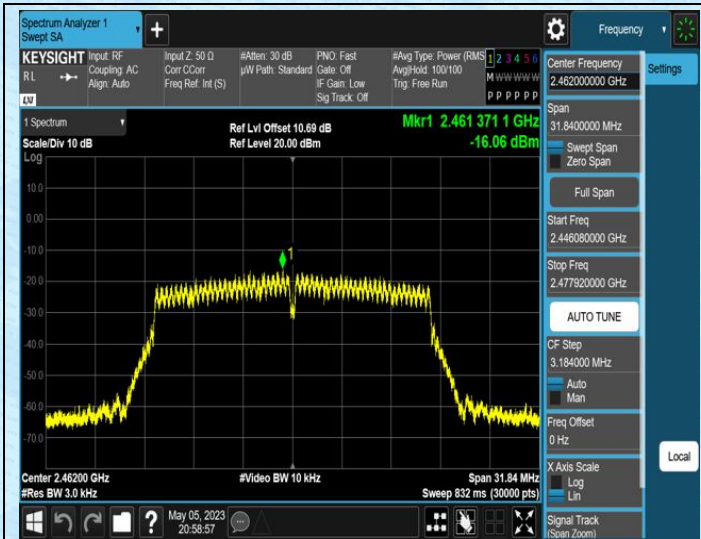 Spectrum Analyzer 1
Swept SA
Frequency
KEYSIGHT
Input: RF
Input Z: 50 Ω
#Atten: 30 dB
PNO: Fast
#Avg Type: Power (RMS
1 2 3 4 5 6
RL
Coupling: AC
Corr CCorr
µW Path: Standard
Gate: Off
Avg|Hold: 100/100
M W W W W W
Align: Auto
Freq Ref: Int (S)
IF Gain: Low
Trig: Free Run
P P P P P P
Sig Track: Off
LXI
1 Spectrum
Scale/Div 10 dB
Ref Lvl Offset 10.69 dB
Ref Level 20.00 dBm
Mkr1 2.461 371 1 GHz
-16.06 dBm
Log
10.0
0.00
-10.0
-20.0
-30.0
-40.0
-50.0
-60.0
-70.0
1
Center 2.46200 GHz
#Video BW 10 kHz
Span 31.84 MHz
#Res BW 3.0 kHz
Sweep 832 ms (30000 pts)
Center Frequency
2.462000000 GHz
Settings
Span
31.8400000 MHz
Swept Span
Zero Span
Full Span
Start Freq
2.446080000 GHz
Stop Freq
2.477920000 GHz
AUTO TUNE
CF Step
3.184000 MHz
Auto
Man
Freq Offset
0 Hz
X Axis Scale
Log
Lin
Local
Signal Track
(Span Zoom)
?
May 05, 2023
20:58:57